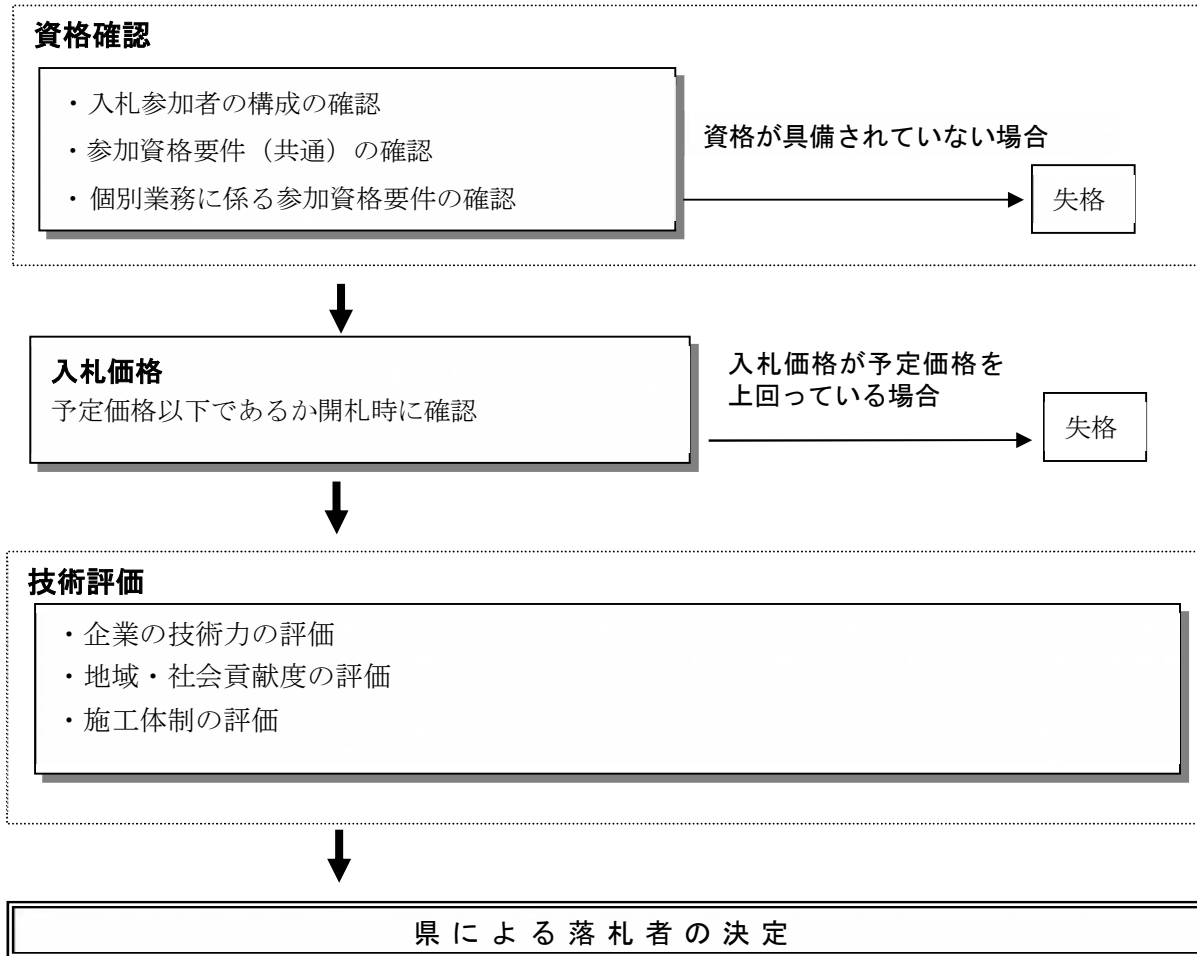 資格確認
・入札参加者の構成の確認
・参加資格要件（共通）の確認
・個別業務に係る参加資格要件の確認
資格が具備されていない場合
失格
入札価格
予定価格以下であるか開札時に確認
入札価格が予定価格を
上回っている場合
失格
技術評価
・企業の技術力の評価
・地域・社会貢献度の評価
・施工体制の評価
県による落札者の決定